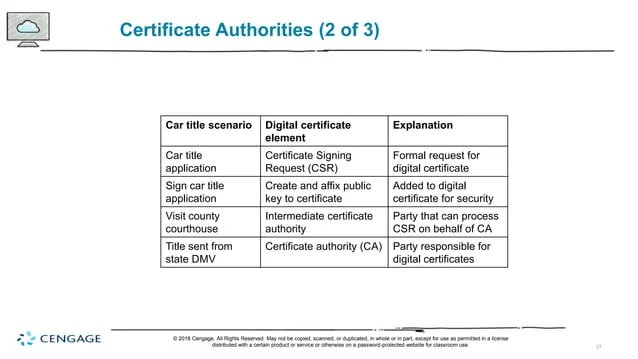 Certificate Authorities (2 of 3)
Car title scenario
Digital certificate
element
Explanation
Car title
application
Certificate Signing
Request (CSR)
Formal request for
digital certificate
Sign car title
application
Create and affix public
key to certificate
Added to digital
certificate for security
Visit county
courthouse
Intermediate certificate
authority
Party that can process
CSR on behalf of CA
Title sent from
state DMV
Certificate authority (CA)
Party responsible for
digital certificates
CENGAGE
© 2018 Cengage. All Rights Reserved. May not be copied, scanned, or duplicated, in whole or in part, except for use as permitted in a license
distributed with a certain product or service or otherwise on a password-protected website for classroom use.
17